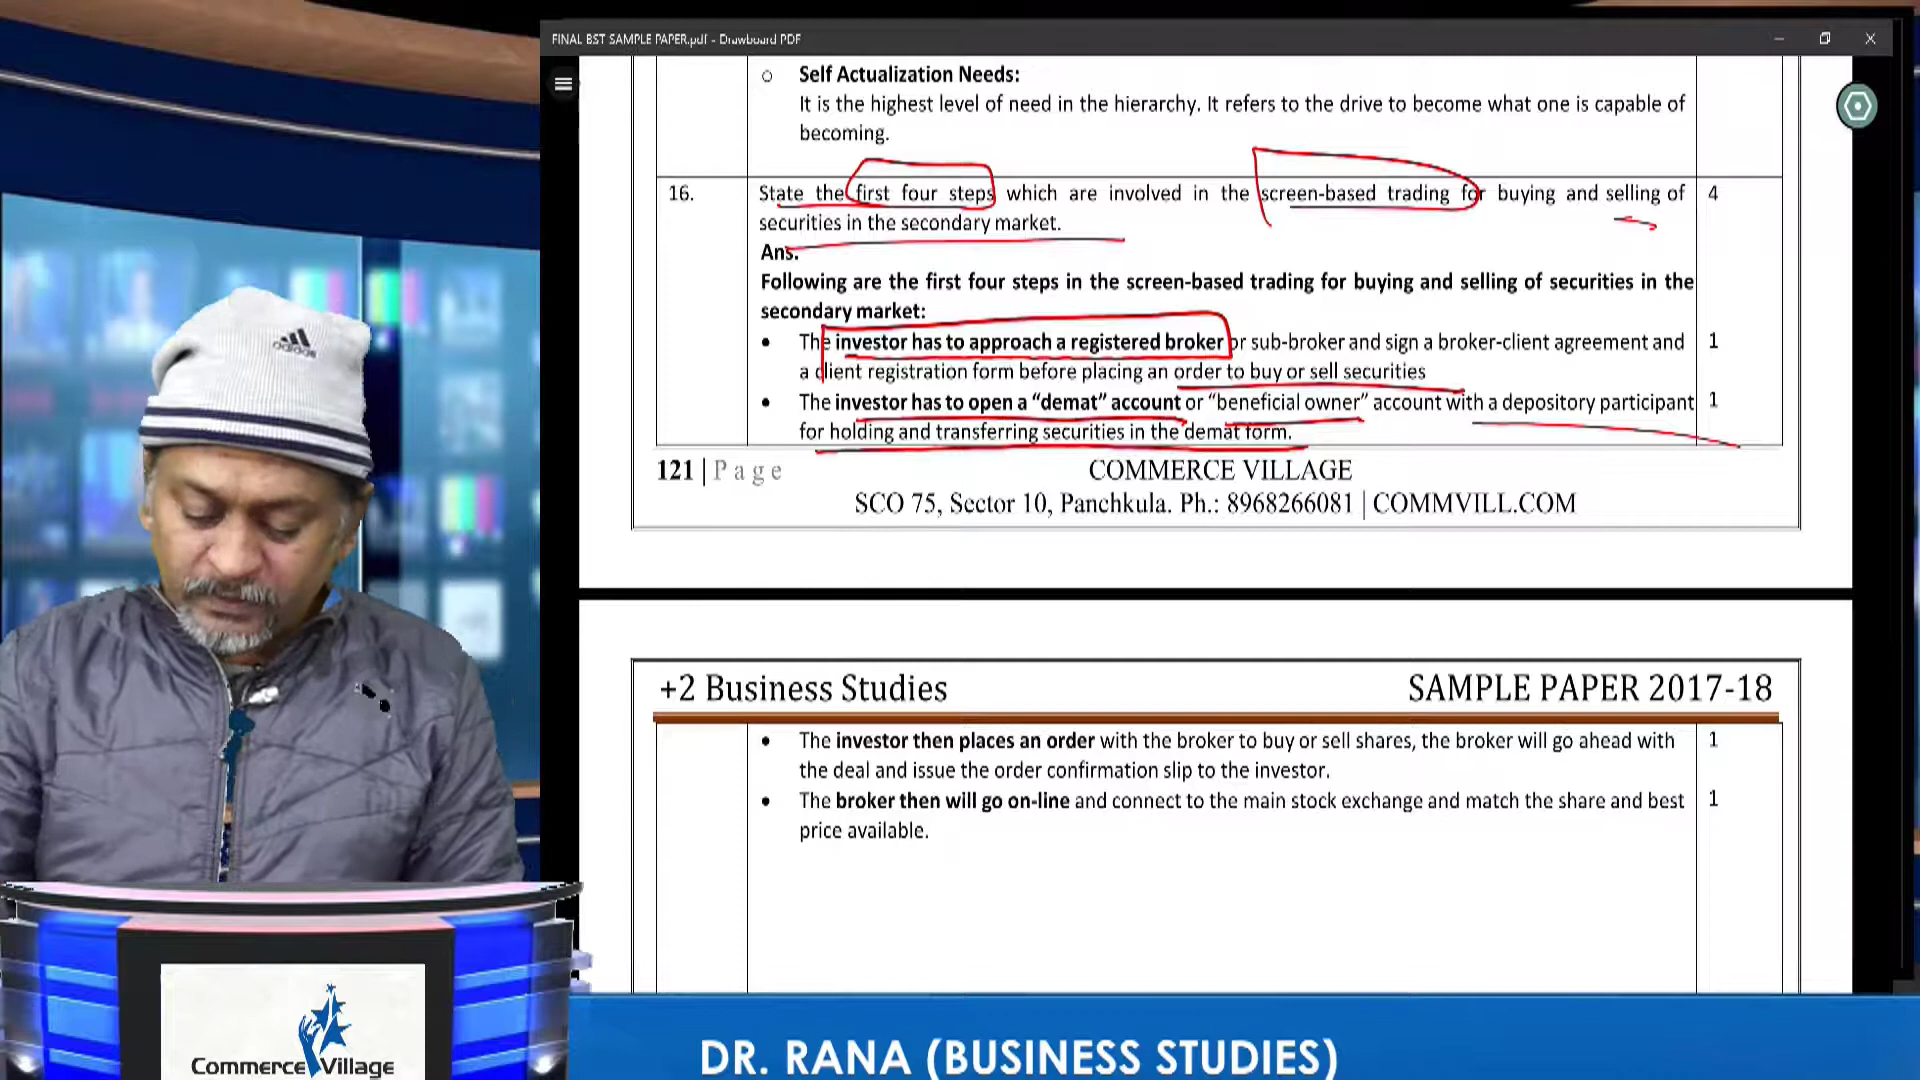 FINAL BST SAMPLE PAPER.pdf - Drawboard PDF
○ Self Actualization Needs:
It is the highest level of need in the hierarchy. It refers to the drive to become what one is capable of
becoming.
16. State the first four steps which are involved in the screen-based trading for buying and selling of 4
securities in the secondary market.
Ans.
Following are the first four steps in the screen-based trading for buying and selling of securities in the
secondary market:
• The investor has to approach a registered broker or sub-broker and sign a broker-client agreement and 1
a client registration form before placing an order to buy or sell securities
• The investor has to open a “demat” account or “beneficial owner” account with a depository participant 1
for holding and transferring securities in the demat form.
121 | Page COMMERCE VILLAGE
SCO 75, Sector 10, Panchkula. Ph.: 8968266081 | COMMVILL.COM
+2 Business Studies SAMPLE PAPER 2017-18
• The investor then places an order with the broker to buy or sell shares, the broker will go ahead with 1
the deal and issue the order confirmation slip to the investor.
• The broker then will go on-line and connect to the main stock exchange and match the share and best 1
price available.
adidas
Commerce Village
DR. RANA (BUSINESS STUDIES)